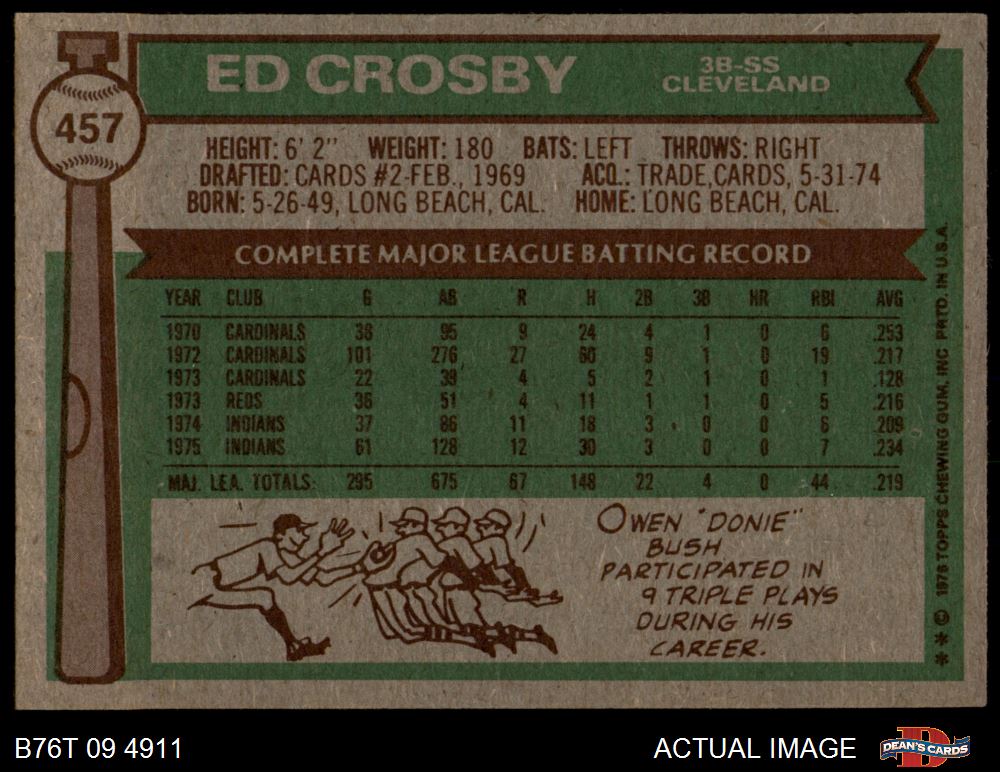 457
ED CROSBY
3B-SS
CLEVELAND
HEIGHT: 6' 2" WEIGHT: 180 BATS: LEFT THROWS: RIGHT
DRAFTED: CARDS #2-FEB., 1969 ACQ.: TRADE, CARDS, 5-31-74
BORN: 5-26-49, LONG BEACH, CAL. HOME: LONG BEACH, CAL.
COMPLETE MAJOR LEAGUE BATTING RECORD
YEAR CLUB G AB R H 2B 3B HR RBI AVG
1970 CARDINALS 38 95 9 24 4 1 0 6 .253
1972 CARDINALS 101 276 27 60 9 1 0 19 .217
1973 CARDINALS 22 39 4 5 2 1 0 1 .128
1973 REDS 36 51 4 11 1 1 0 5 .216
1974 INDIANS 37 86 11 18 3 0 0 6 .209
1975 INDIANS 61 128 12 30 3 0 0 7 .234
MAJ. LEA. TOTALS: 295 675 67 148 22 4 0 44 .219
OWEN "DONIE"
BUSH
PARTICIPATED IN
9 TRIPLE PLAYS
DURING HIS
CAREER.
* * © 1976 TOPPS CHEWING GUM, INC PRTD. IN U.S.A.
B76T 09 4911
ACTUAL IMAGE
D
DEAN'S CARDS